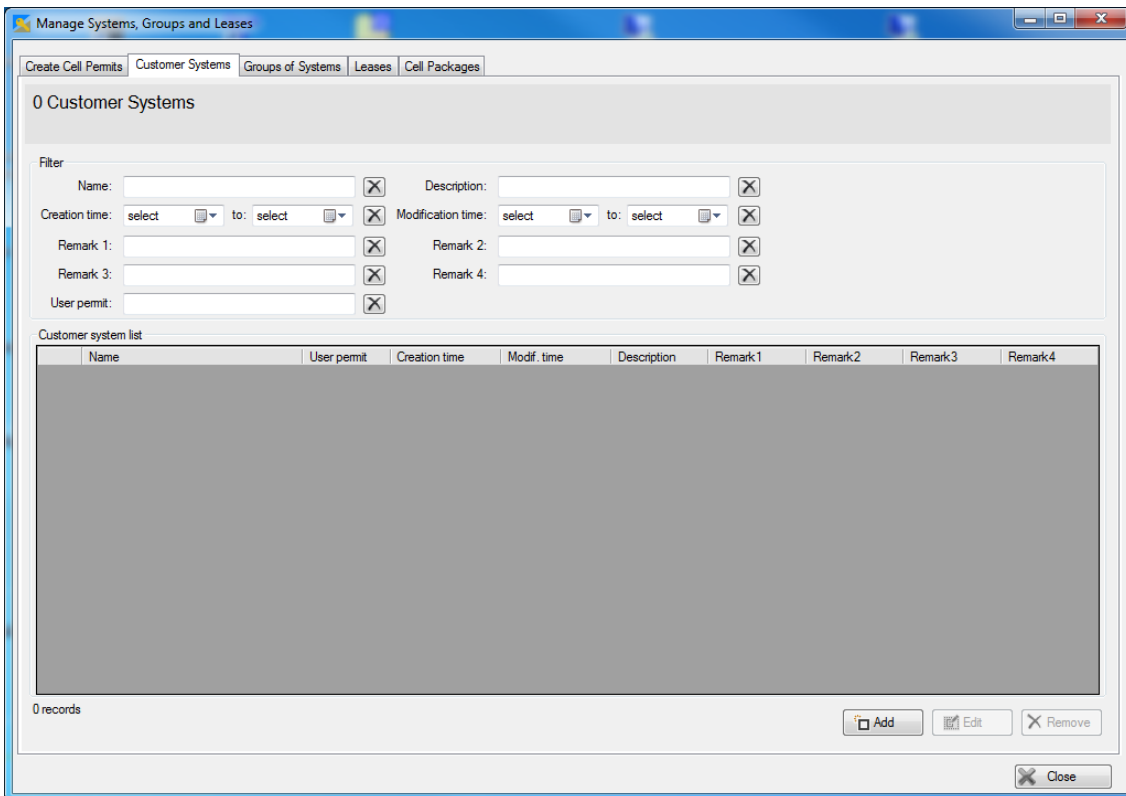 Manage Systems, Groups and Leases
Create Cell Permits Customer Systems Groups of Systems Leases Cell Packages
0 Customer Systems
Filter
Name: Description:
Creation time: select to: select Modification time: select to: select
Remark 1: Remark 2:
Remark 3: Remark 4:
User permit:
Customer system list
Name User permit Creation time Modif. time Description Remark1 Remark2 Remark3 Remark4
0 records
Add Edit Remove
Close